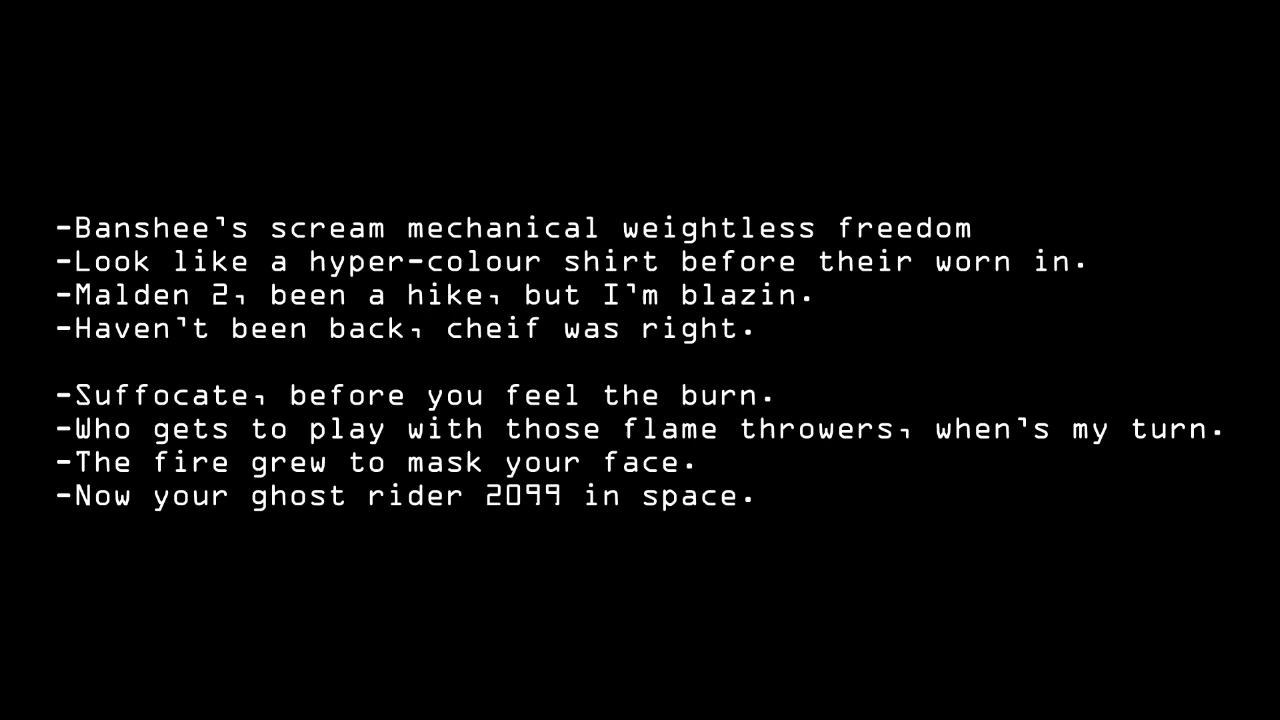 -Banshee's scream mechanical weightless freedom
-Look like a hyper-colour shirt before their worn in.
-Malden 2, been a hike, but I'm blazin.
-Haven't been back, cheif was right.
-Suffocate, before you feel the burn.
-Who gets to play with those flame throwers, when's my turn.
-The fire grew to mask your face.
-Now your ghost rider 2099 in space.